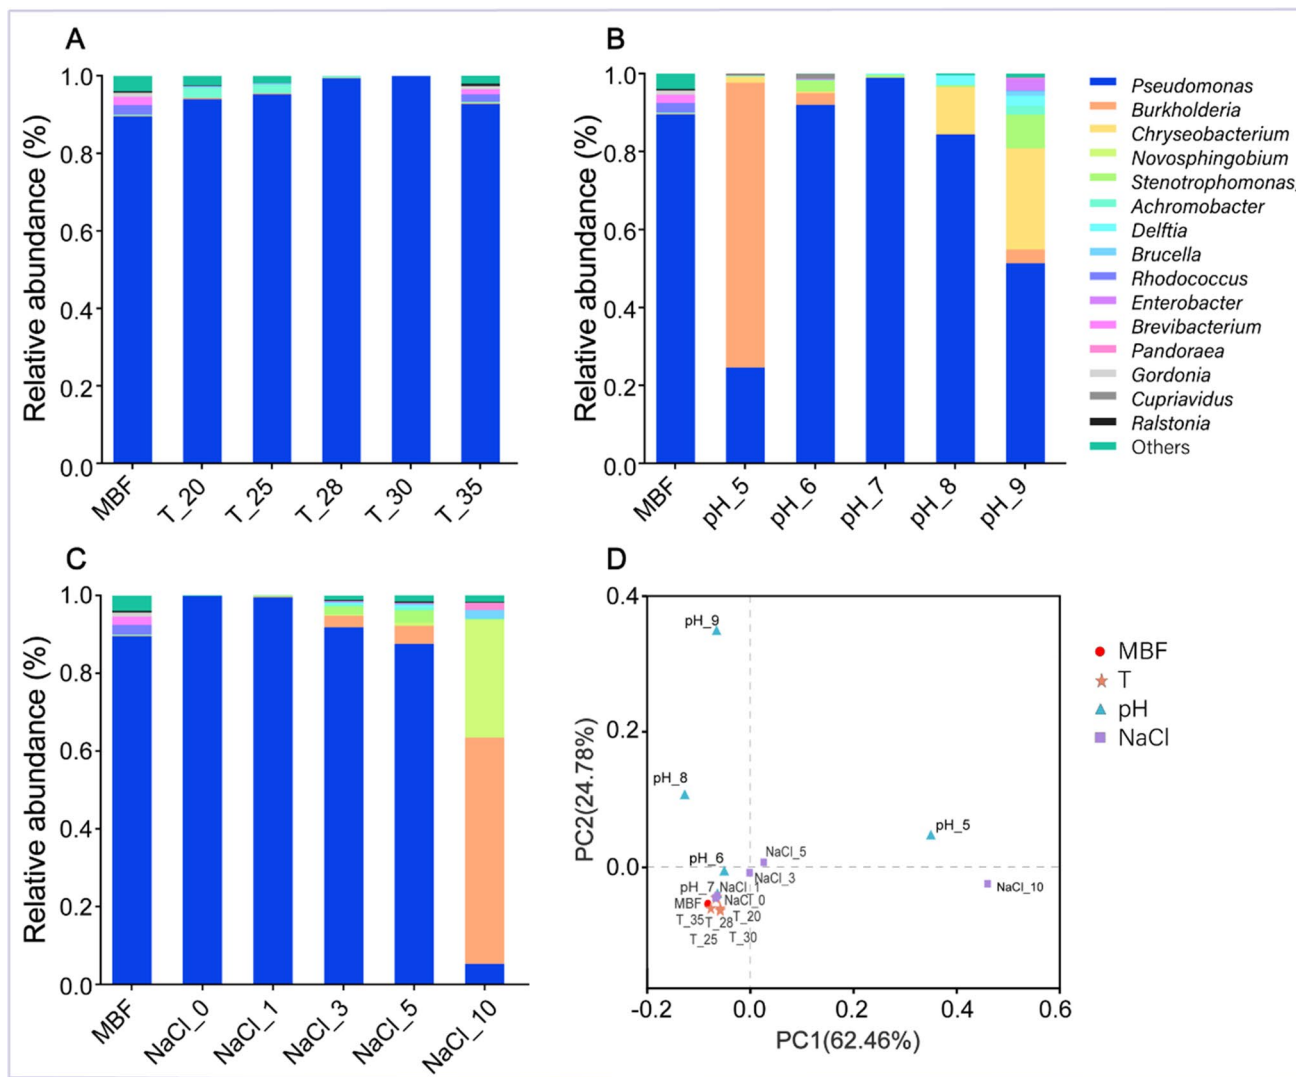 A
Relative abundance (%)
1.0
0.8
0.6
0.4
0.2
0.0
MBF
T_20
T_25
T_28
T_30
T_35
B
Relative abundance (%)
1.0
0.8
0.6
0.4
0.2
0.0
MBF
pH_5
pH_6
pH_7
pH_8
pH_9
Pseudomonas
Burkholderia
Chryseobacterium
Novosphingobium
Stenotrophomonas,
Achromobacter
Delftia
Brucella
Rhodococcus
Enterobacter
Brevibacterium
Pandoraea
Gordonia
Cupriavidus
Ralstonia
Others
C
Relative abundance (%)
1.0
0.8
0.6
0.4
0.2
0.0
MBF
NaCl_0
NaCl_1
NaCl_3
NaCl_5
NaCl_10
D
PC2(24.78%)
0.4
0.2
0.0
pH_9
pH_8
pH_5
NaCl_5
pH_6
NaCl_3
NaCl_10
pH_7
NaCl_1
MBF
NaCl_0
T_35
T_28
T_20
T_25
T_30
-0.2
0.0
0.2
0.4
0.6
PC1(62.46%)
MBF
T
pH
NaCl